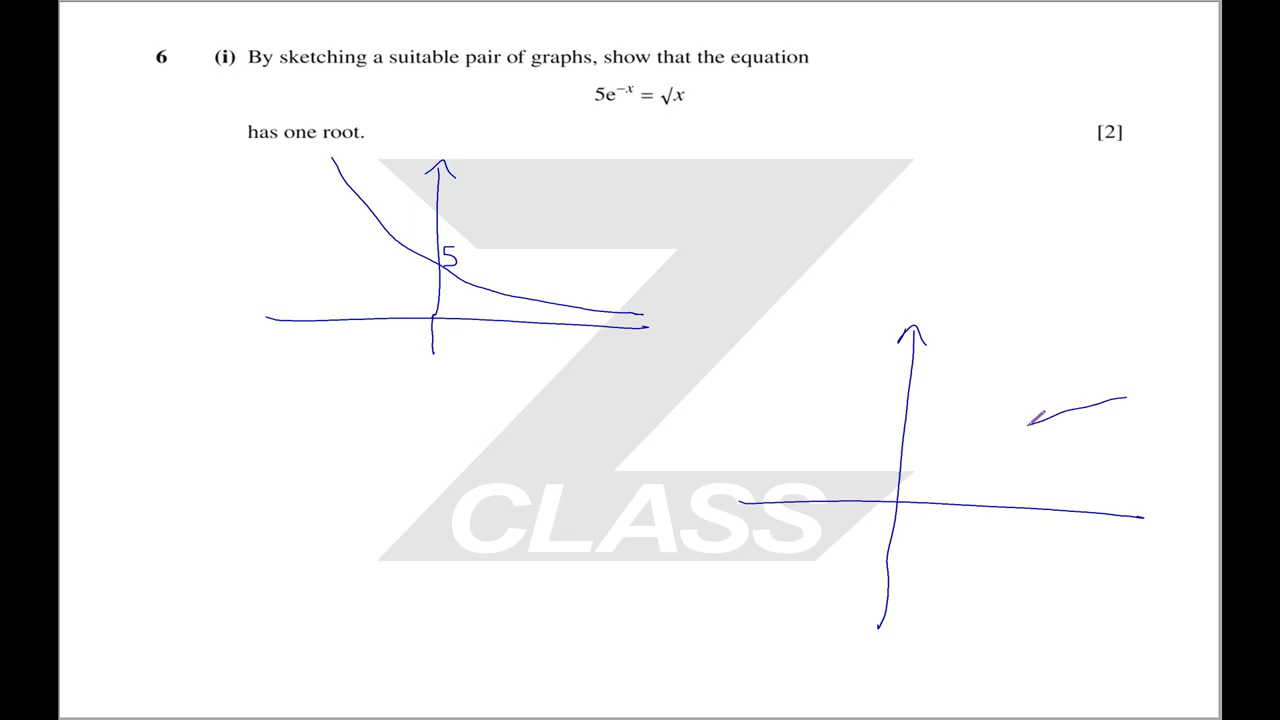 6 (i) By sketching a suitable pair of graphs, show that the equation
5e⁻ˣ = √x
has one root. [2]
5
Z
CLASS